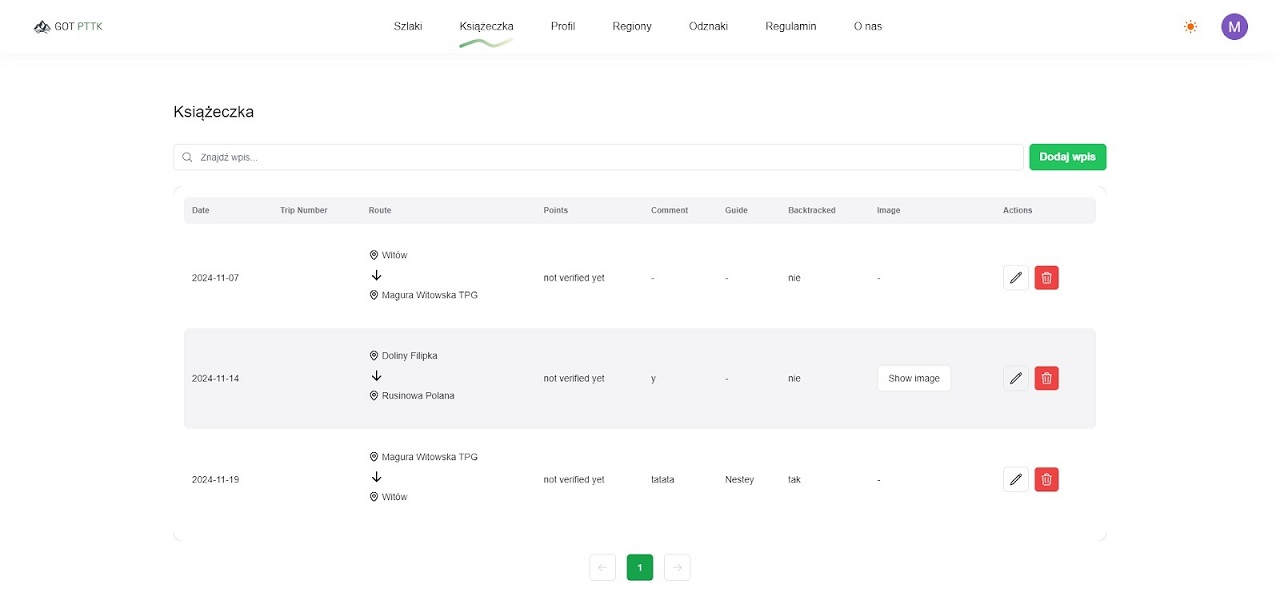 GOT PTTK
Szlaki
Książeczka
Profil
Regiony
Odznaki
Regulamin
O nas
M
Książeczka
Znajdź wpis...
Dodaj wpis
Date Trip Number Route Points Comment Guide Backtracked Image Actions
Witów
2024-11-07 not verified yet - - nie -
Magura Witowska TPG
Doliny Filipka
2024-11-14 not verified yet y - nie Show image
Rusinowa Polana
Magura Witowska TPG
2024-11-19 not verified yet tatata Nestey tak -
Witów
1